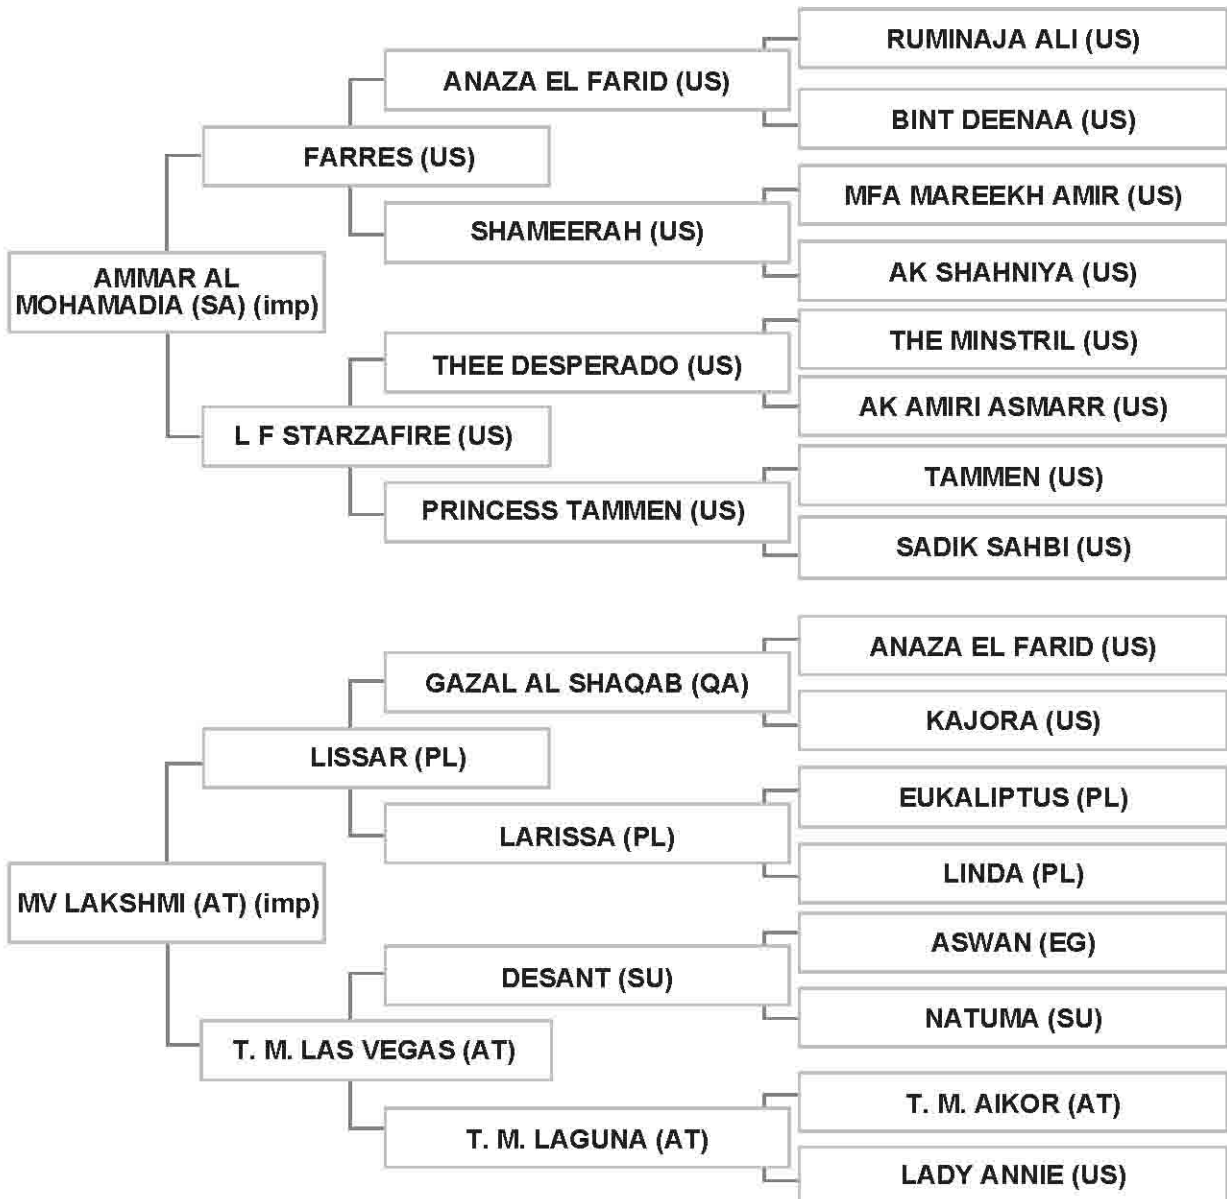 RUMINAJA ALI (US)
ANAZA EL FARID (US)
BINT DEENAA (US)
FARRES (US)
MFA MAREEKH AMIR (US)
SHAMEERAH (US)
AK SHAHNIYA (US)
AMMAR AL
MOHAMADIA (SA) (imp)
THE MINSTRIL (US)
THEE DESPERADO (US)
AK AMIRI ASMARR (US)
L F STARZAFIRE (US)
TAMMEN (US)
PRINCESS TAMMEN (US)
SADIK SAHBI (US)
ANAZA EL FARID (US)
GAZAL AL SHAQAB (QA)
KAJORA (US)
LISSAR (PL)
EUKALIPTUS (PL)
LARISSA (PL)
LINDA (PL)
MV LAKSHMI (AT) (imp)
ASWAN (EG)
DESANT (SU)
NATUMA (SU)
T. M. LAS VEGAS (AT)
T. M. AIKOR (AT)
T. M. LAGUNA (AT)
LADY ANNIE (US)